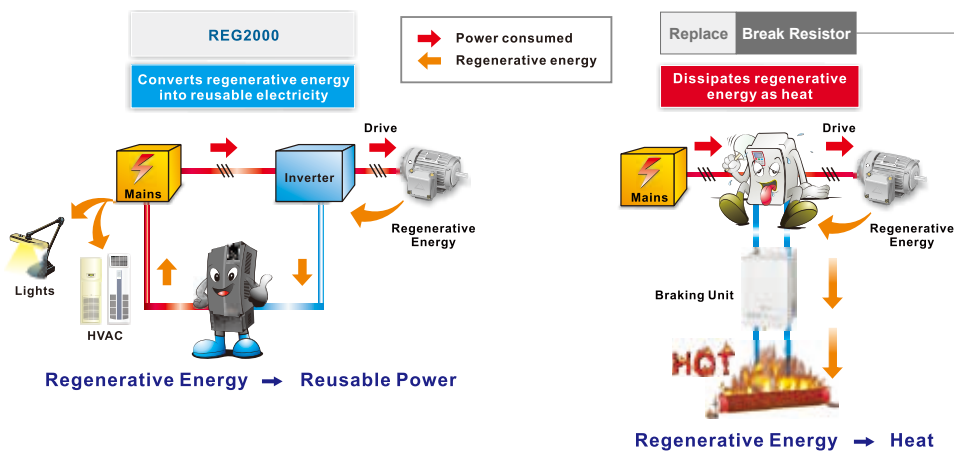 REG2000
Converts regenerative energy
into reusable electricity
Power consumed
Regenerative energy
Replace Break Resistor
Dissipates regenerative
energy as heat
Drive
Mains
Inverter
Regenerative
Energy
Lights
HVAC
Regenerative Energy → Reusable Power
Drive
Mains
Regenerative
Energy
Braking Unit
HOT
Regenerative Energy → Heat